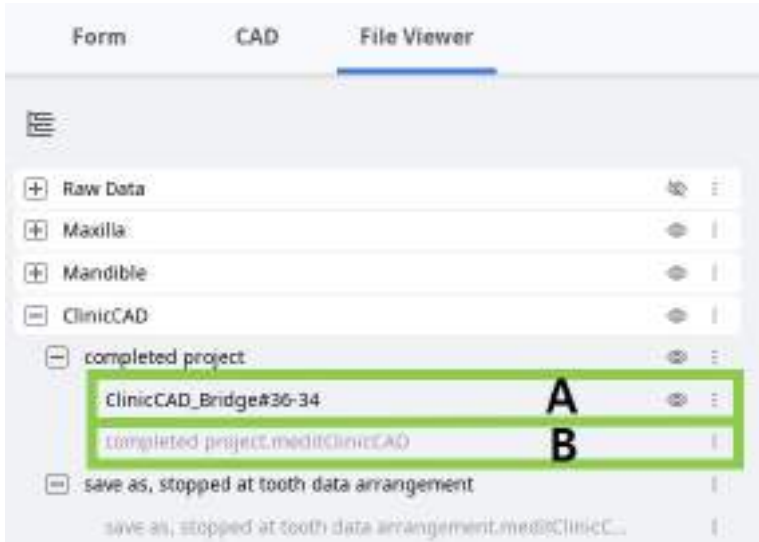 Form CAD File Viewer
Raw Data
Maxilla
Mandible
ClinicCAD
completed project
ClinicCAD_Bridge#36-34 A
completed project.meditClinicCAD B
save as, stopped at tooth data arrangement
save as, stopped at tooth data arrangement.meditClinicC...